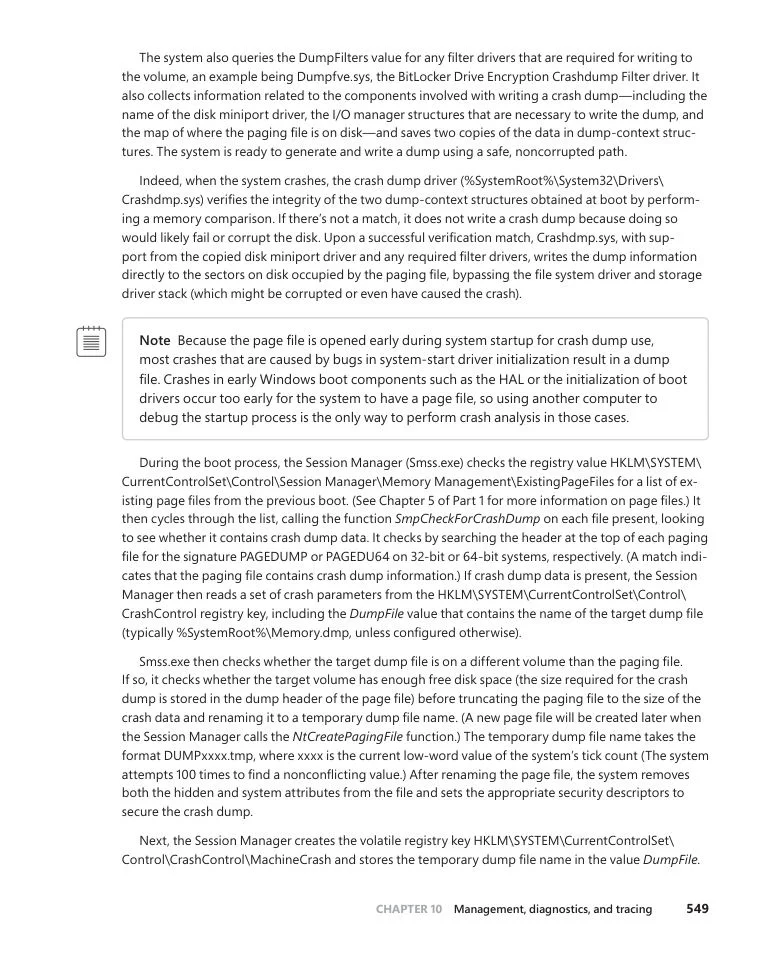 The system also queries the DumpFilters value for any filter drivers that are required for writing to
the volume, an example being Dumpfve.sys, the BitLocker Drive Encryption Crashdump Filter driver. It
also collects information related to the components involved with writing a crash dump—including the
name of the disk miniport driver, the I/O manager structures that are necessary to write the dump, and
the map of where the paging file is on disk—and saves two copies of the data in dump-context struc-
tures. The system is ready to generate and write a dump using a safe, noncorrupted path.
Indeed, when the system crashes, the crash dump driver (%SystemRoot%\System32\Drivers\
Crashdmp.sys) verifies the integrity of the two dump-context structures obtained at boot by perform-
ing a memory comparison. If there's not a match, it does not write a crash dump because doing so
would likely fail or corrupt the disk. Upon a successful verification match, Crashdmp.sys, with sup-
port from the copied disk miniport driver and any required filter drivers, writes the dump information
directly to the sectors on disk occupied by the paging file, bypassing the file system driver and storage
driver stack (which might be corrupted or even have caused the crash).
Note Because the page file is opened early during system startup for crash dump use,
most crashes that are caused by bugs in system-start driver initialization result in a dump
file. Crashes in early Windows boot components such as the HAL or the initialization of boot
drivers occur too early for the system to have a page file, so using another computer to
debug the startup process is the only way to perform crash analysis in those cases.
During the boot process, the Session Manager (Smss.exe) checks the registry value HKLM\SYSTEM\
CurrentControlSet\Control\Session Manager\Memory Management\ExistingPageFiles for a list of ex-
isting page files from the previous boot. (See Chapter 5 of Part 1 for more information on page files.) It
then cycles through the list, calling the function SmpCheckForCrashDump on each file present, looking
to see whether it contains crash dump data. It checks by searching the header at the top of each paging
file for the signature PAGEDUMP or PAGEDU64 on 32-bit or 64-bit systems, respectively. (A match indi-
cates that the paging file contains crash dump information.) If crash dump data is present, the Session
Manager then reads a set of crash parameters from the HKLM\SYSTEM\CurrentControlSet\Control\
CrashControl registry key, including the DumpFile value that contains the name of the target dump file
(typically %SystemRoot%\Memory.dmp, unless configured otherwise).
Smss.exe then checks whether the target dump file is on a different volume than the paging file.
If so, it checks whether the target volume has enough free disk space (the size required for the crash
dump is stored in the dump header of the page file) before truncating the paging file to the size of the
crash data and renaming it to a temporary dump file name. (A new page file will be created later when
the Session Manager calls the NtCreatePagingFile function.) The temporary dump file name takes the
format DUMPxxxx.tmp, where xxxx is the current low-word value of the system's tick count (The system
attempts 100 times to find a nonconflicting value.) After renaming the page file, the system removes
both the hidden and system attributes from the file and sets the appropriate security descriptors to
secure the crash dump.
Next, the Session Manager creates the volatile registry key HKLM\SYSTEM\CurrentControlSet\
Control\CrashControl\MachineCrash and stores the temporary dump file name in the value DumpFile.
CHAPTER 10 Management, diagnostics, and tracing 549